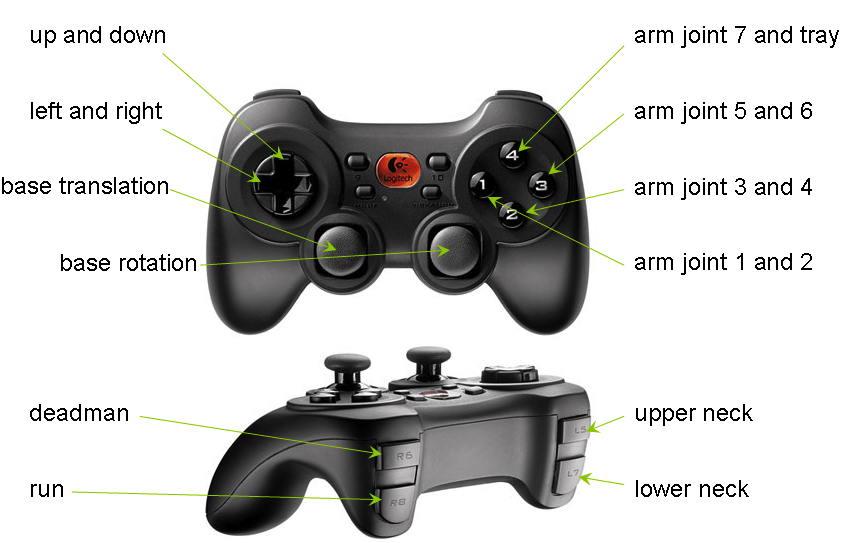 up and down
arm joint 7 and tray
left and right
arm joint 5 and 6
4
9
10
Logitech
1
3
base translation
arm joint 3 and 4
2
base rotation
arm joint 1 and 2
deadman
upper neck
R6
L5
run
R8
L7
lower neck